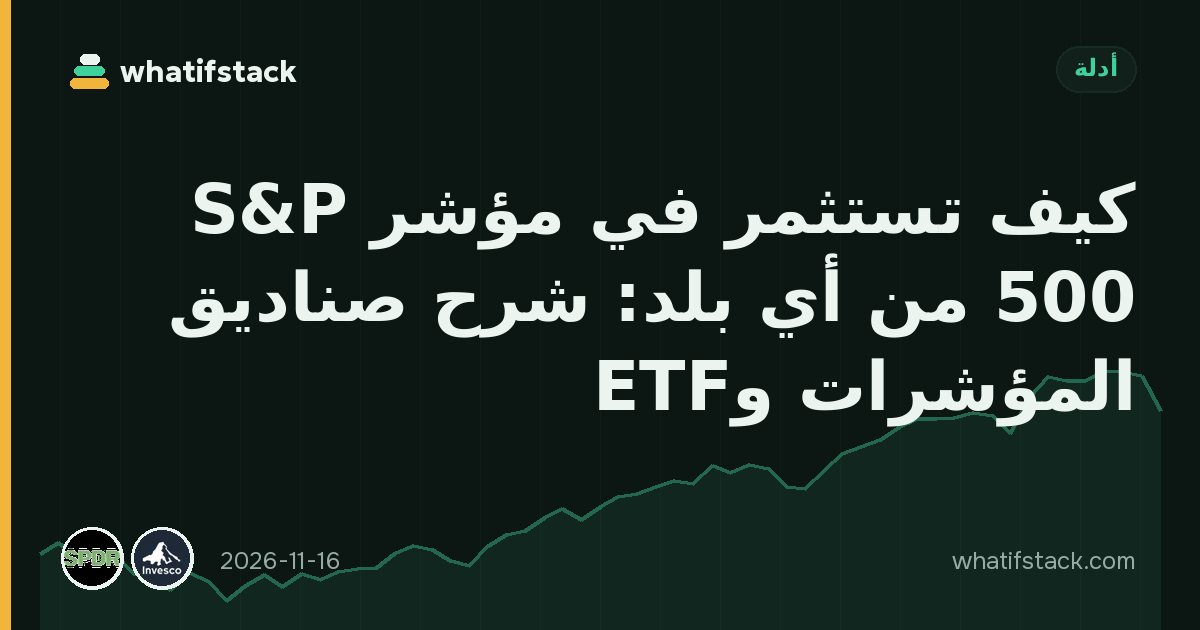 whatifstack
أدلة
كيف تستثمر في مؤشر S&P
500 من أي بلد: شرح صناديق
المؤشرات وETF
SPDR
Invesco
2026-11-16
whatifstack.com